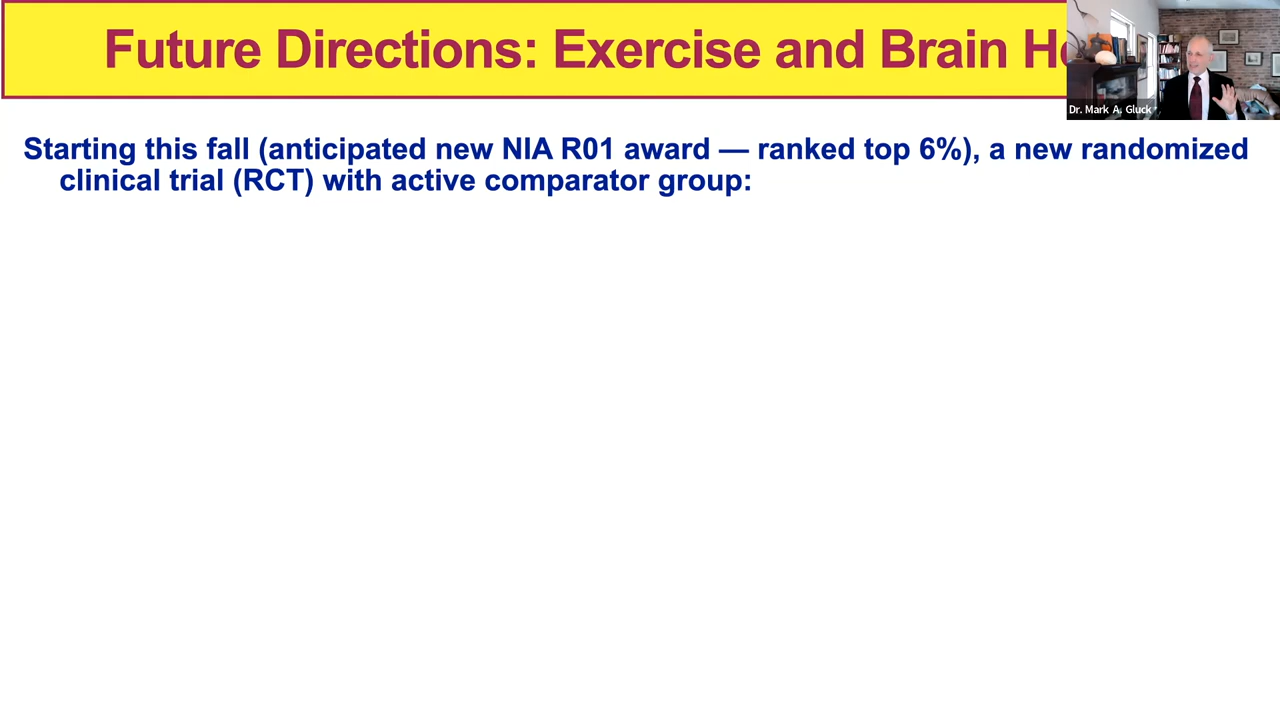 Future Directions: Exercise and Brain
Dr. Mark A. Gluck
Starting this fall (anticipated new NIA R01 award — ranked top 6%), a new randomized
clinical trial (RCT) with active comparator group: